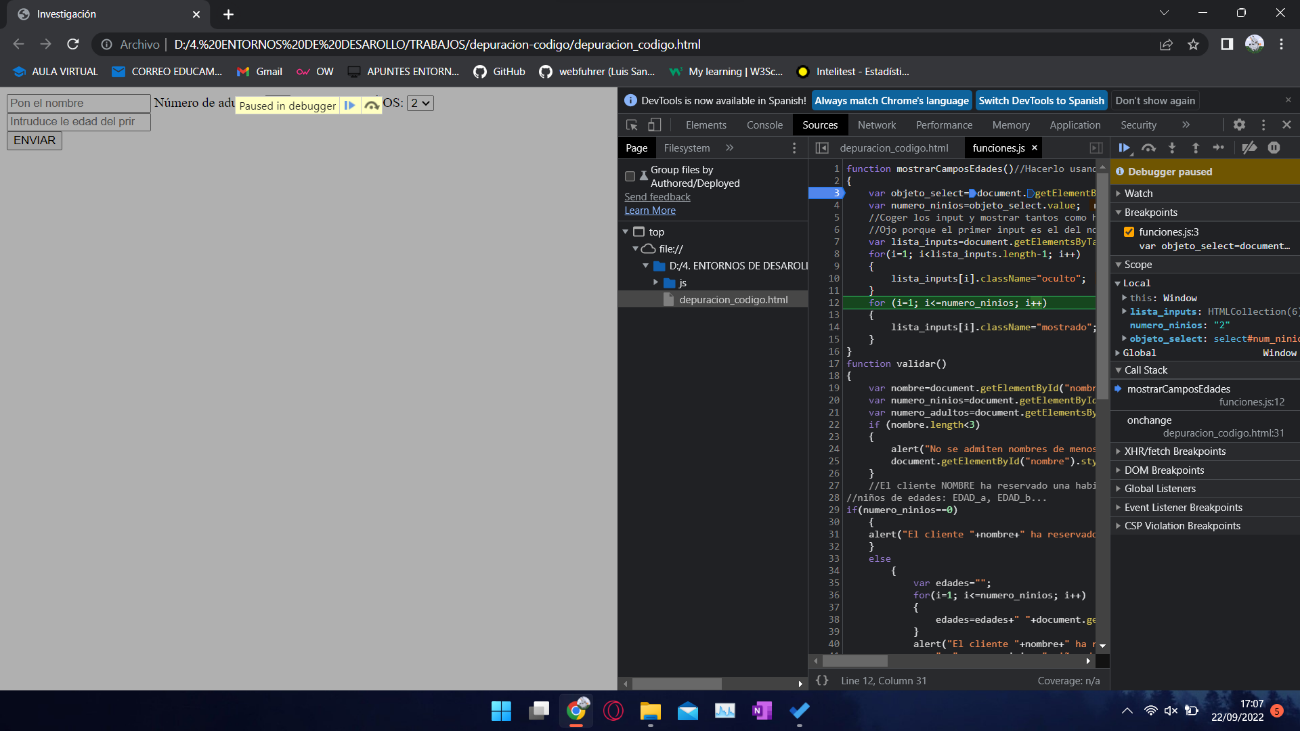 Investigación
Archivo | D:/4.%20ENTORNOS%20DE%20DESAROLLO/TRABAJOS/depuracion-codigo/depuracion_codigo.html
AULA VIRTUAL CORREO EDUCAM... Gmail OW APUNTES ENTORN... GitHub webfuhrer (Luis San... My learning | W3Sc... Intelitest - Estadísti...
Pon el nombre Número de adu Paused in debugger OS: 2
Intruduce le edad del prir
ENVIAR
DevTools is now available in Spanish! Always match Chrome's language Switch DevTools to Spanish Don't show again
Elements Console Sources Network Performance Memory Application Security »
Page Filesystem »
depuracion_codigo.html funciones.js
Group files by
Authored/Deployed
Send feedback
Learn More
top
file://
D:/4. ENTORNOS DE DESAROLL
js
depuracion_codigo.html
1 function mostrarCamposEdades()//Hacerlo usand
2 {
3 var objeto_select=document.getElementB
4 var numero_ninios=objeto_select.value;
5 //Coger los input y mostrar tantos como h
6 //Ojo porque el primer input es el del no
7 var lista_inputs=document.getElementsByTa
8 for(i=1; i<lista_inputs.length-1; i++)
9 {
10 lista_inputs[i].className="oculto";
11 }
12 for (i=1; i<=numero_ninios; i++)
13 {
14 lista_inputs[i].className="mostrado";
15 }
16 }
17 function validar()
18 {
19 var nombre=document.getElementById("nombr
20 var numero_ninios=document.getElementById
21 var numero_adultos=document.getElementsBy
22 if (nombre.length<3)
23 {
24 alert("No se admiten nombres de menos
25 document.getElementById("nombre").sty
26 }
27 //El cliente NOMBRE ha reservado una habi
28 //niños de edades: EDAD_a, EDAD_b...
29 if(numero_ninios==0)
30 {
31 alert("El cliente "+nombre+" ha reservado
32 }
33 else
34 {
35 var edades="";
36 for(i=1; i<=numero_ninios; i++)
37 {
38 edades=edades+" "+document.ge
39 }
40 alert("El cliente "+nombre+" ha r
{} Line 12, Column 31 Coverage: n/a
Debugger paused
Watch
Breakpoints
funciones.js:3
var objeto_select=document...
Scope
Local
this: Window
lista_inputs: HTMLCollection(6)
numero_ninios: "2"
objeto_select: select#num_ninio
Global Window
Call Stack
mostrarCamposEdades
funciones.js:12
onchange
depuracion_codigo.html:31
XHR/fetch Breakpoints
DOM Breakpoints
Global Listeners
Event Listener Breakpoints
CSP Violation Breakpoints
17:07
22/09/2022
5